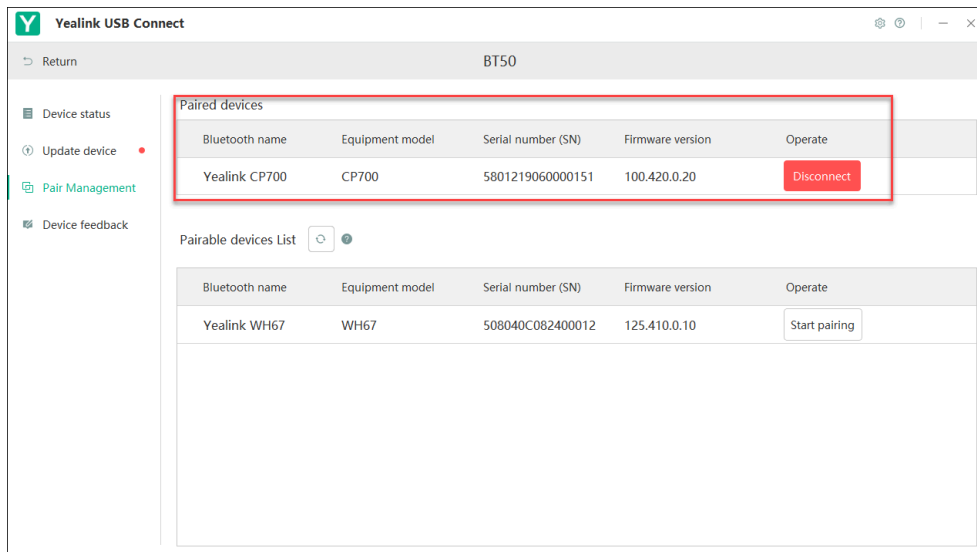 Yealink USB Connect
Return
BT50
Device status
Update device
Pair Management
Device feedback
Paired devices
Bluetooth name Equipment model Serial number (SN) Firmware version Operate
Yealink CP700 CP700 5801219060000151 100.420.0.20 Disconnect
Pairable devices List
Bluetooth name Equipment model Serial number (SN) Firmware version Operate
Yealink WH67 WH67 508040C082400012 125.410.0.10 Start pairing